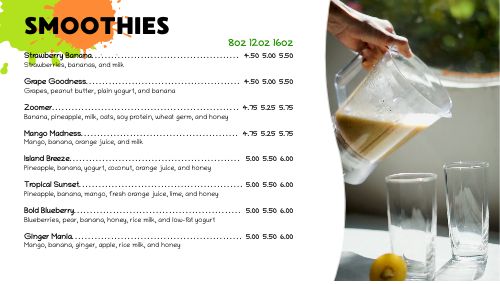 SMOOTHIES
8oz 12oz 16oz
Strawberry Banana........................................ 4.50 5.00 5.50
Strawberries, bananas, and milk
Grape Goodness........................................ 4.50 5.00 5.50
Grapes, peanut butter, plain yogurt, and banana
Zoomer........................................ 4.75 5.25 5.75
Banana, pineapple, milk, oats, soy protein, wheat germ, and honey
Mango Madness........................................ 4.75 5.25 5.75
Mango, banana, orange juice, and milk
Island Breeze........................................ 5.00 5.50 6.00
Pineapple, banana, yogurt, coconut, orange juice, and honey
Tropical Sunset........................................ 5.00 5.50 6.00
Pineapple, banana, mango, fresh orange juice, lime, and honey
Bold Blueberry........................................ 5.00 5.50 6.00
Blueberries, pear, banana, honey, rice milk, and low-fat yogurt
Ginger Mania........................................ 5.00 5.50 6.00
Mango, banana, ginger, apple, rice milk, and honey